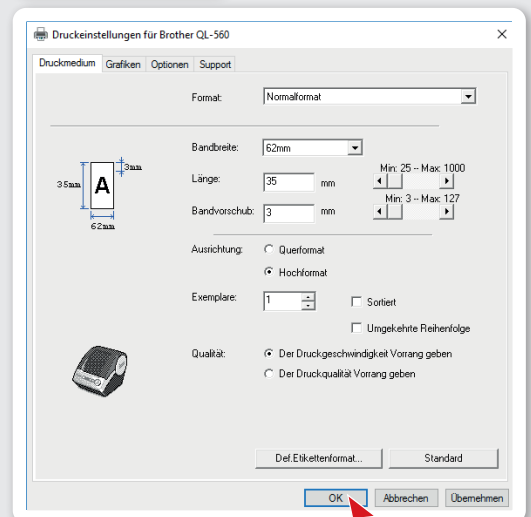 Druckeinstellungen für Brother QL-560
Druckmedium Grafiken Optionen Support
Format: Normalformat
Bandbreite: 62mm
Länge: 35 mm Min: 25 -- Max: 1000
Bandvorschub: 3 mm Min: 3 -- Max: 127
3mm
35mm A
62mm
Ausrichtung: Querformat
Hochformat
Exemplare: 1 Sortiert
Umgekehrte Reihenfolge
Qualität: Der Druckgeschwindigkeit Vorrang geben
Der Druckqualität Vorrang geben
Def.Etikettenformat... Standard
OK Abbrechen Übernehmen